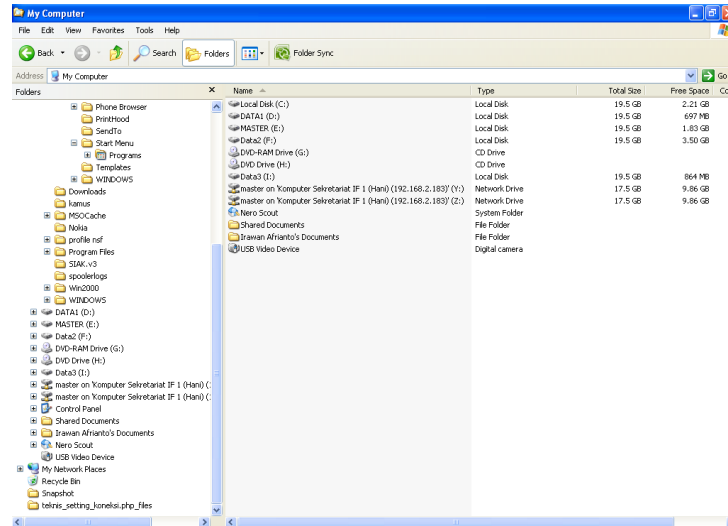 My Computer
File Edit View Favorites Tools Help
Back Search Folders Folder Sync
Address My Computer Go
Folders
Phone Browser
PrintHood
SendTo
Start Menu
Programs
Templates
WINDOWS
Downloads
kamus
MSOCache
Nokia
profile nsf
Program Files
SIAK.v3
spoolerlogs
Win2000
WINDOWS
DATA1 (D:)
MASTER (E:)
Data2 (F:)
DVD-RAM Drive (G:)
DVD Drive (H:)
Data3 (I:)
master on 'Komputer Sekretariat IF 1 (Hani) (
master on 'Komputer Sekretariat IF 1 (Hani) (
Control Panel
Shared Documents
Irawan Afrianto's Documents
Nero Scout
USB Video Device
My Network Places
Recycle Bin
Snapshot
teknis_setting_koneksi.php_files
Name Type Total Size Free Space Co
Local Disk (C:) Local Disk 19.5 GB 2.21 GB
DATA1 (D:) Local Disk 19.5 GB 697 MB
MASTER (E:) Local Disk 19.5 GB 1.83 GB
Data2 (F:) Local Disk 19.5 GB 3.50 GB
DVD-RAM Drive (G:) CD Drive
DVD Drive (H:) CD Drive
Data3 (I:) Local Disk 19.5 GB 864 MB
master on 'Komputer Sekretariat IF 1 (Hani) (192.168.2.183)' (Y:) Network Drive 17.5 GB 9.86 GB
master on 'Komputer Sekretariat IF 1 (Hani) (192.168.2.183)' (Z:) Network Drive 17.5 GB 9.86 GB
Nero Scout System Folder
Shared Documents File Folder
Irawan Afrianto's Documents File Folder
USB Video Device Digital camera